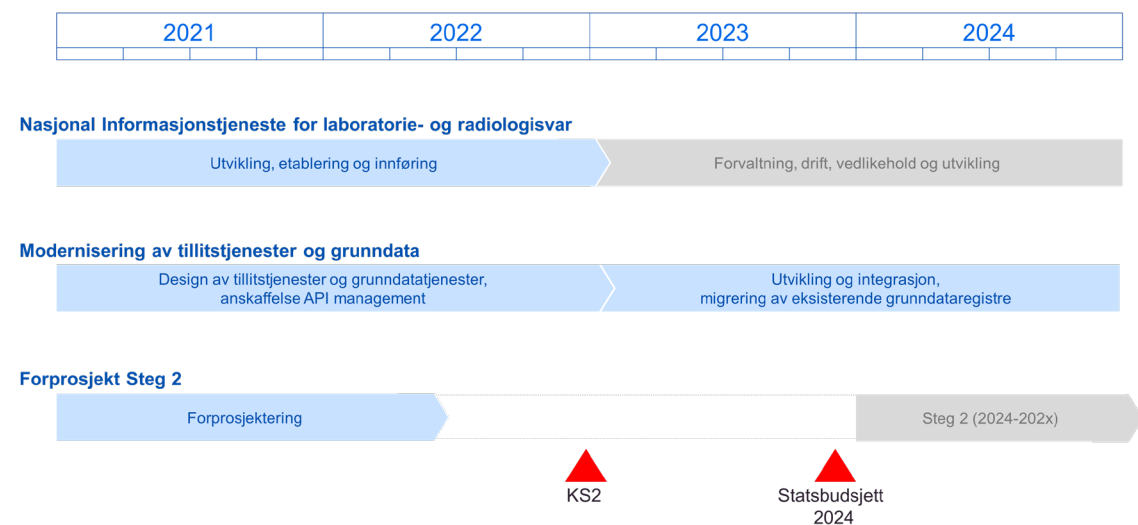 2021
2022
2023
2024
Nasjonal Informasjonstjeneste for laboratorie- og radiologisvar
Utvikling, etablering og innføring
Forvaltning, drift, vedlikehold og utvikling
Modernisering av tillitstjenester og grunndata
Design av tillitstjenester og grunndatatjenester,
anskaffelse API management
Utvikling og integrasjon,
migrering av eksisterende grunndataregistre
Forprosjekt Steg 2
Forprosjektering
Steg 2 (2024-202x)
KS2
Statsbudsjett
2024